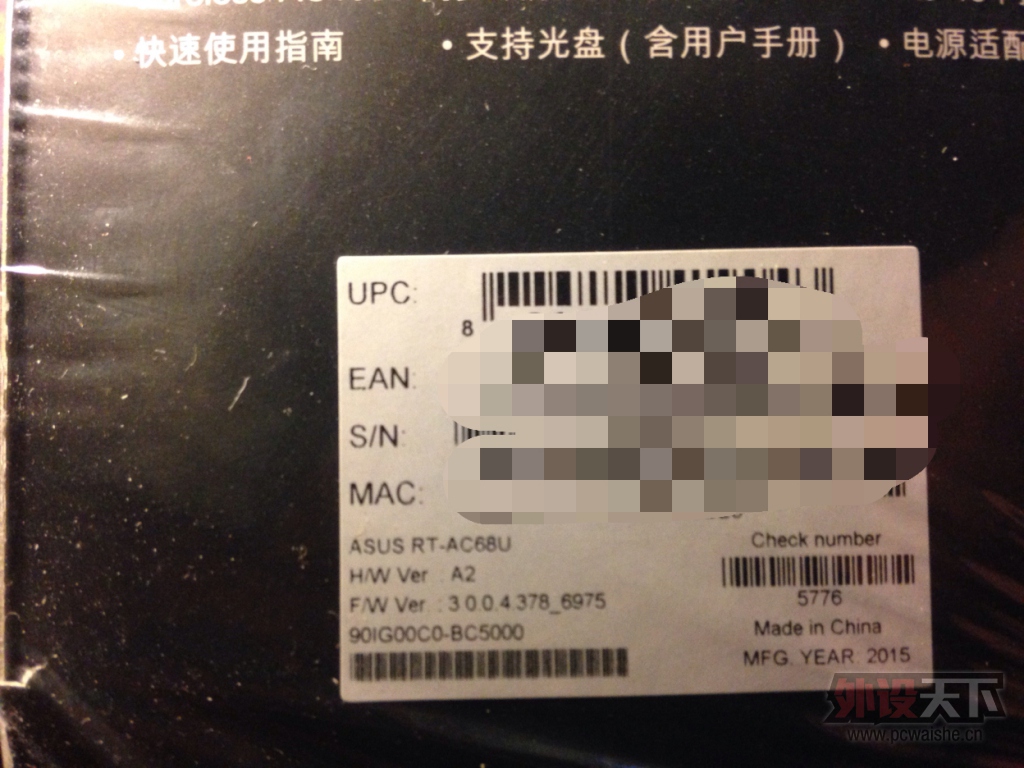 • 快速使用指南 • 支持光盘（含用户手册） • 电源适配
UPC:
8
EAN:
S/N:
MAC:
ASUS RT-AC68U
H/W Ver : A2
F/W Ver : 3.0.0.4.378_6975
90IG00C0-BC5000
Check number
5776
Made in China
MFG. YEAR. 2015
外设天下
www.pcwaishe.cn